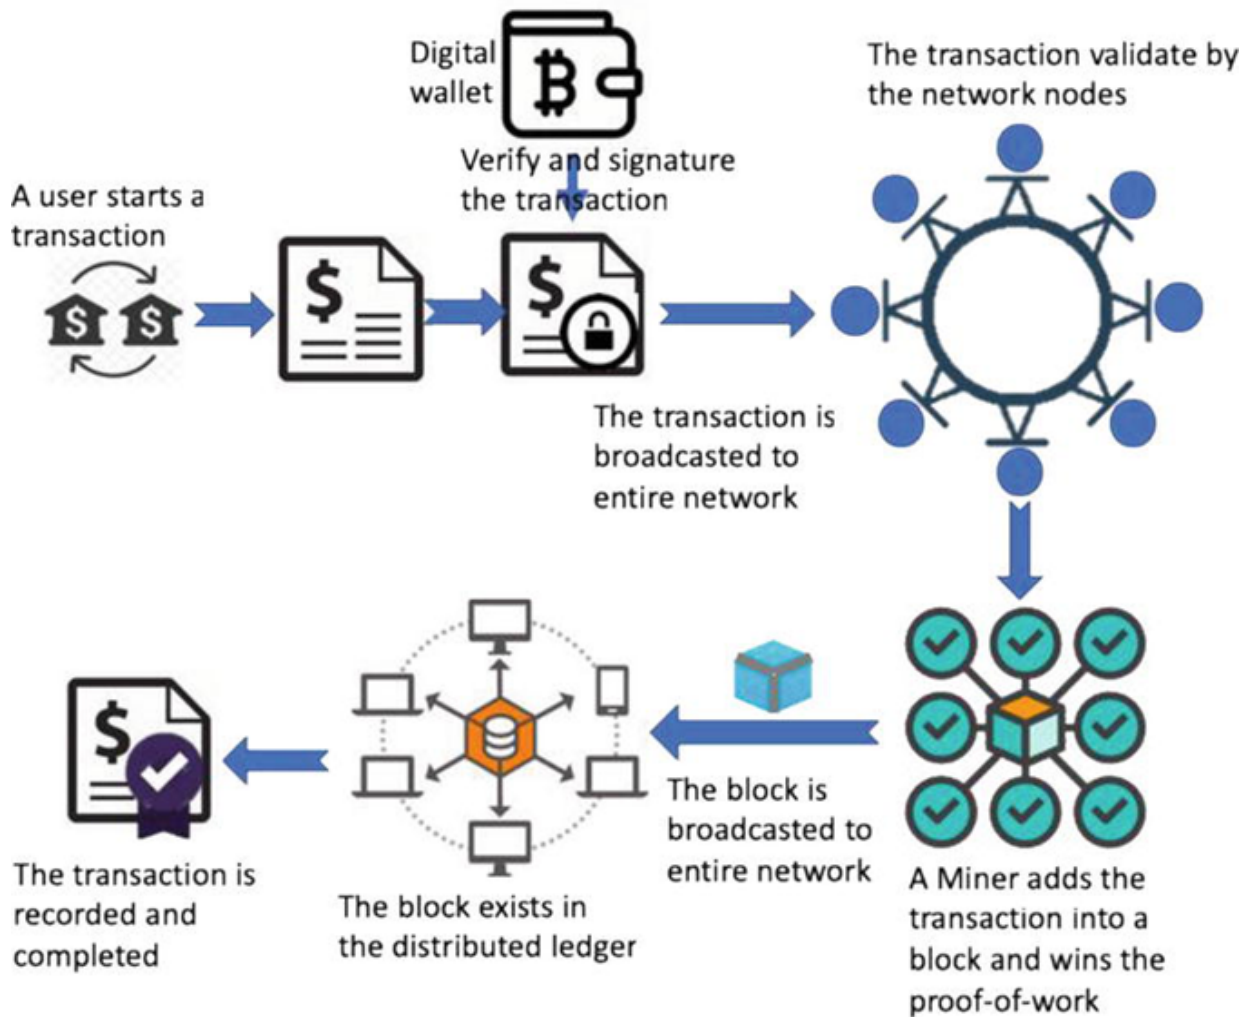 Digital
wallet
Verify and signature
the transaction
The transaction validate by
the network nodes
A user starts a
transaction
$ $
$
$
The transaction is
broadcasted to
entire network
$
The block is
broadcasted to
entire network
The transaction is
recorded and
completed
The block exists in
the distributed ledger
A Miner adds the
transaction into a
block and wins the
proof-of-work